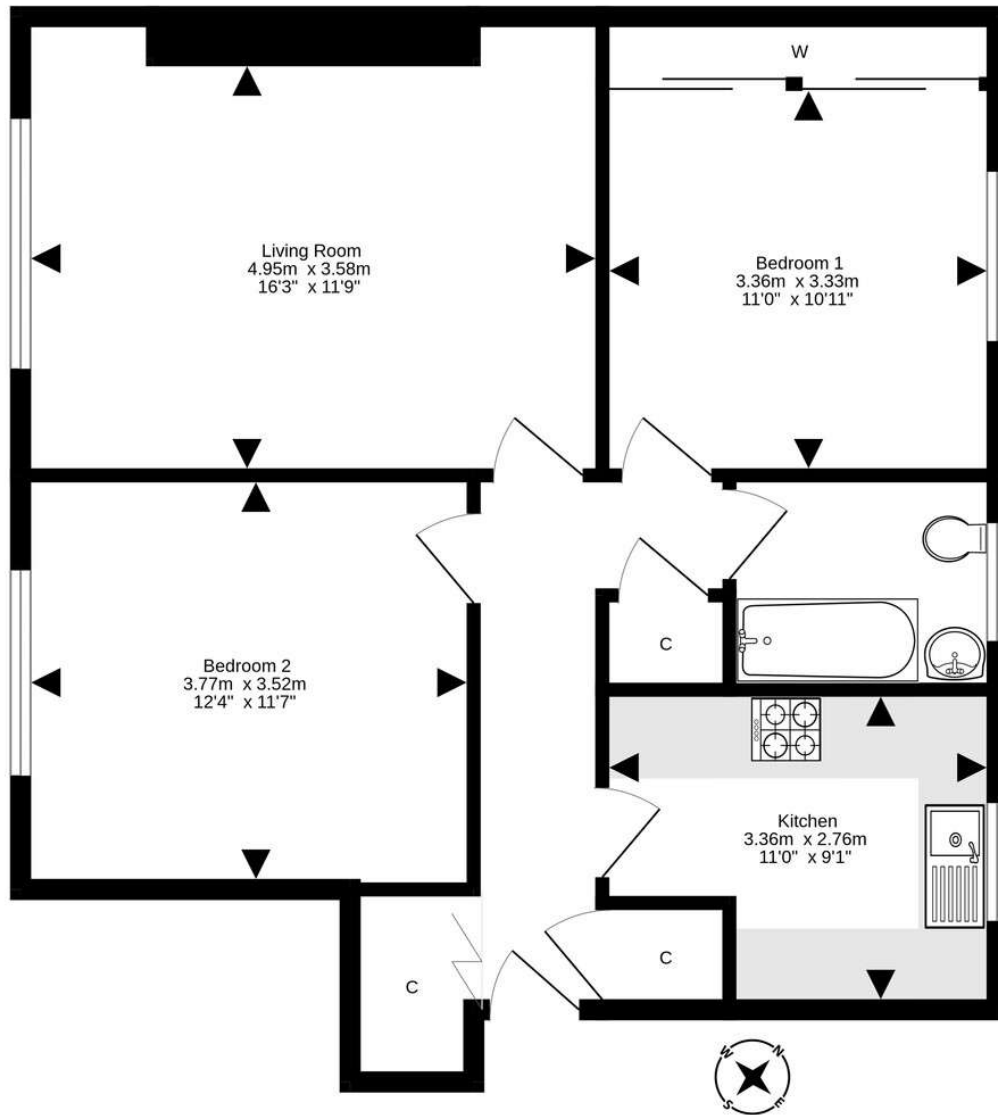 W
Living Room
4.95m x 3.58m
16'3" x 11'9"
Bedroom 1
3.36m x 3.33m
11'0" x 10'11"
Bedroom 2
3.77m x 3.52m
12'4" x 11'7"
C
Kitchen
3.36m x 2.76m
11'0" x 9'1"
C
C
W
N
S
E